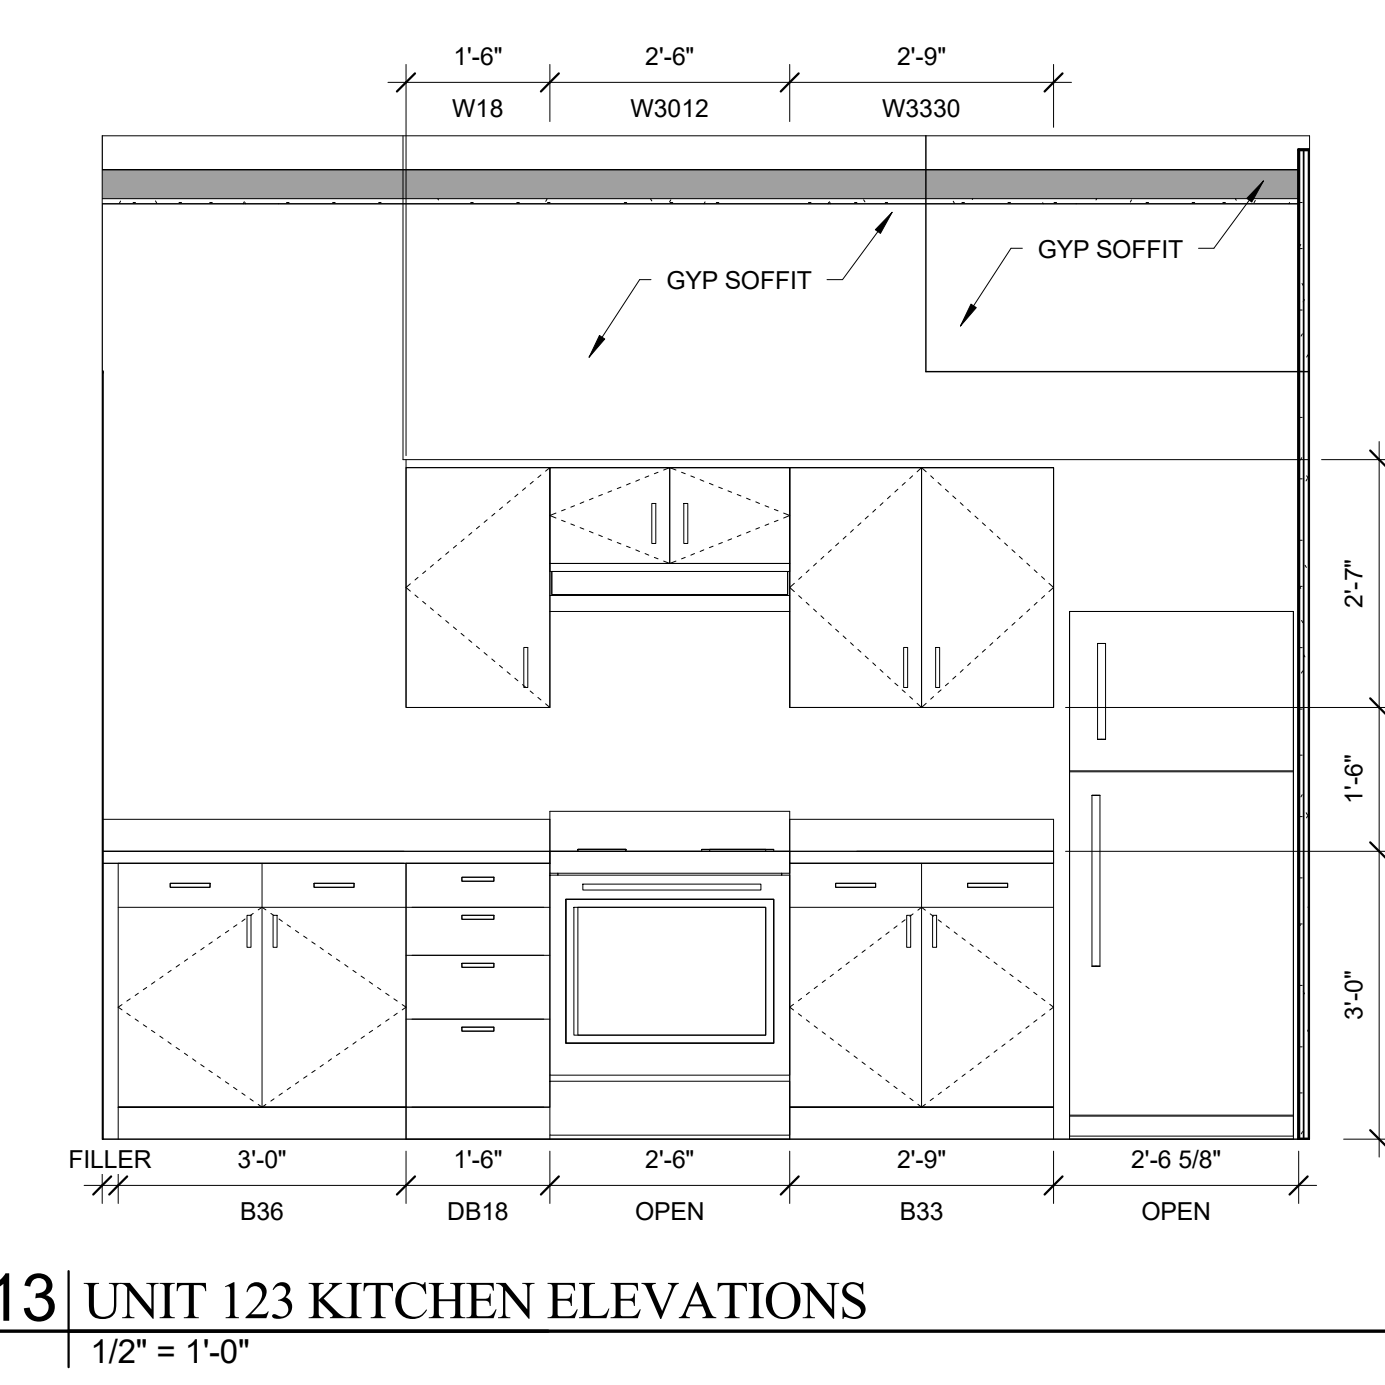 1'-6" 2'-6" 2'-9"
W18 W3012 W3330
GYP SOFFIT
GYP SOFFIT
2'-7"
1'-6"
3'-0"
FILLER 3'-0" 1'-6" 2'-6" 2'-9" 2'-6 5/8"
B36 DB18 OPEN B33 OPEN
13 UNIT 123 KITCHEN ELEVATIONS
1/2" = 1'-0"